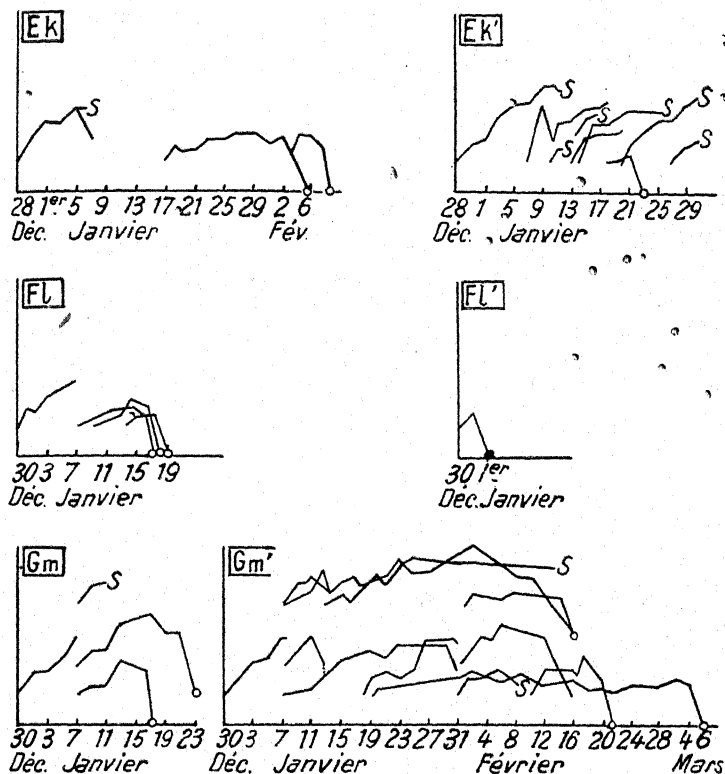 Ek
S
28 1er 5 9 13 17 21 25 29 2 6
Déc. Janvier Fév.
Ek'
S S S S S S
28 1 5 9 13 17 21 25 29
Déc. Janvier
Fl
30 3 7 11 15 19
Déc. Janvier
Fl'
30 1er
Déc. Janvier
Gm
S
30 3 7 11 15 19 23
Déc. Janvier
Gm'
S
S
30 3 7 11 15 19 23 27 31 4 8 12 16 20 24 28 4 6
Déc. Janvier Février Mars